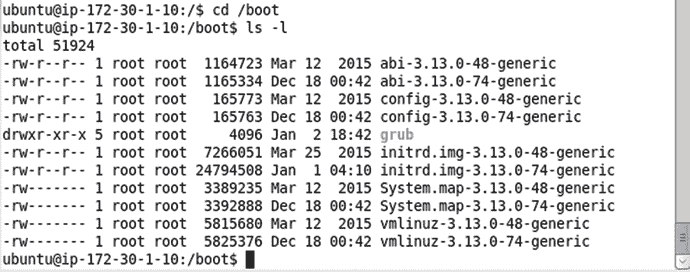 ubuntu@ip-172-30-1-10:/$ cd /boot
ubuntu@ip-172-30-1-10:/boot$ ls -l
total 51924
-rw-r--r-- 1 root root  1164723 Mar 12  2015 abi-3.13.0-48-generic
-rw-r--r-- 1 root root  1165334 Dec 18 00:42 abi-3.13.0-74-generic
-rw-r--r-- 1 root root   165773 Mar 12  2015 config-3.13.0-48-generic
-rw-r--r-- 1 root root   165763 Dec 18 00:42 config-3.13.0-74-generic
drwxr-xr-x 5 root root     4096 Jan  2 18:42 grub
-rw-r--r-- 1 root root  7266051 Mar 25  2015 initrd.img-3.13.0-48-generic
-rw-r--r-- 1 root root 24794508 Jan  1 04:10 initrd.img-3.13.0-74-generic
-rw------- 1 root root  3389235 Mar 12  2015 System.map-3.13.0-48-generic
-rw------- 1 root root  3392888 Dec 18 00:42 System.map-3.13.0-74-generic
-rw------- 1 root root  5815680 Mar 12  2015 vmlinuz-3.13.0-48-generic
-rw------- 1 root root  5825376 Dec 18 00:42 vmlinuz-3.13.0-74-generic
ubuntu@ip-172-30-1-10:/boot$